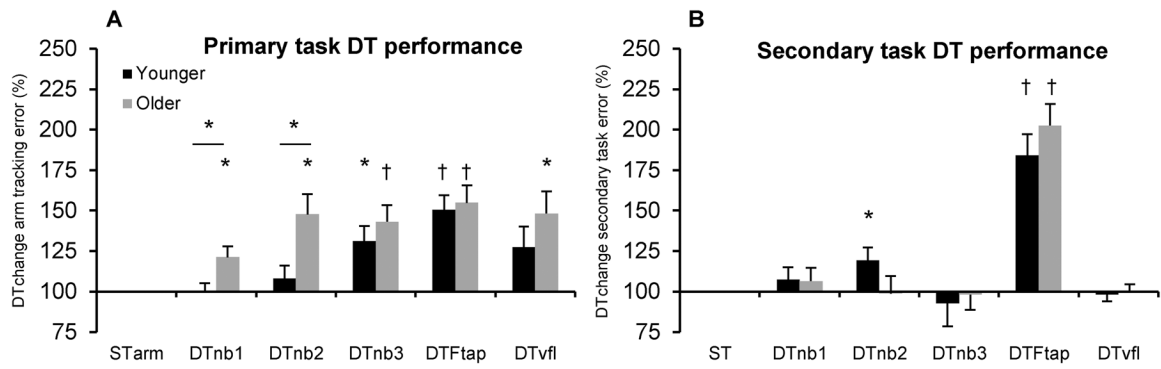 A
Primary task DT performance
DTchange arm tracking error (%)
250
225
200
175
150
125
100
75
Younger
Older
* *
* * * † † † *
STarm DTnb1 DTnb2 DTnb3 DTFtap DTvfl
B
Secondary task DT performance
DTchange secondary task error (%)
250
225
200
175
150
125
100
75
† †
*
ST DTnb1 DTnb2 DTnb3 DTFtap DTvfl